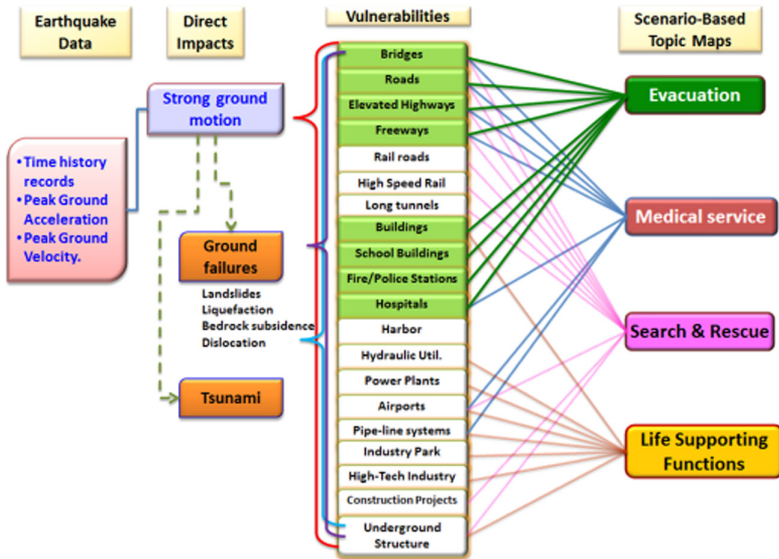 Earthquake
Data
Direct
Impacts
Vulnerabilities
Scenario-Based
Topic Maps
• Time history
records
• Peak Ground
Acceleration
• Peak Ground
Velocity.
Strong ground
motion
Ground
failures
Landslides
Liquefaction
Bedrock subsidence
Dislocation
Tsunami
Bridges
Roads
Elevated Highways
Freeways
Rail roads
High Speed Rail
Long tunnels
Buildings
School Buildings
Fire/Police Stations
Hospitals
Harbor
Hydraulic Util.
Power Plants
Airports
Pipe-line systems
Industry Park
High-Tech Industry
Construction Projects
Underground
Structure
Evacuation
Medical service
Search & Rescue
Life Supporting
Functions